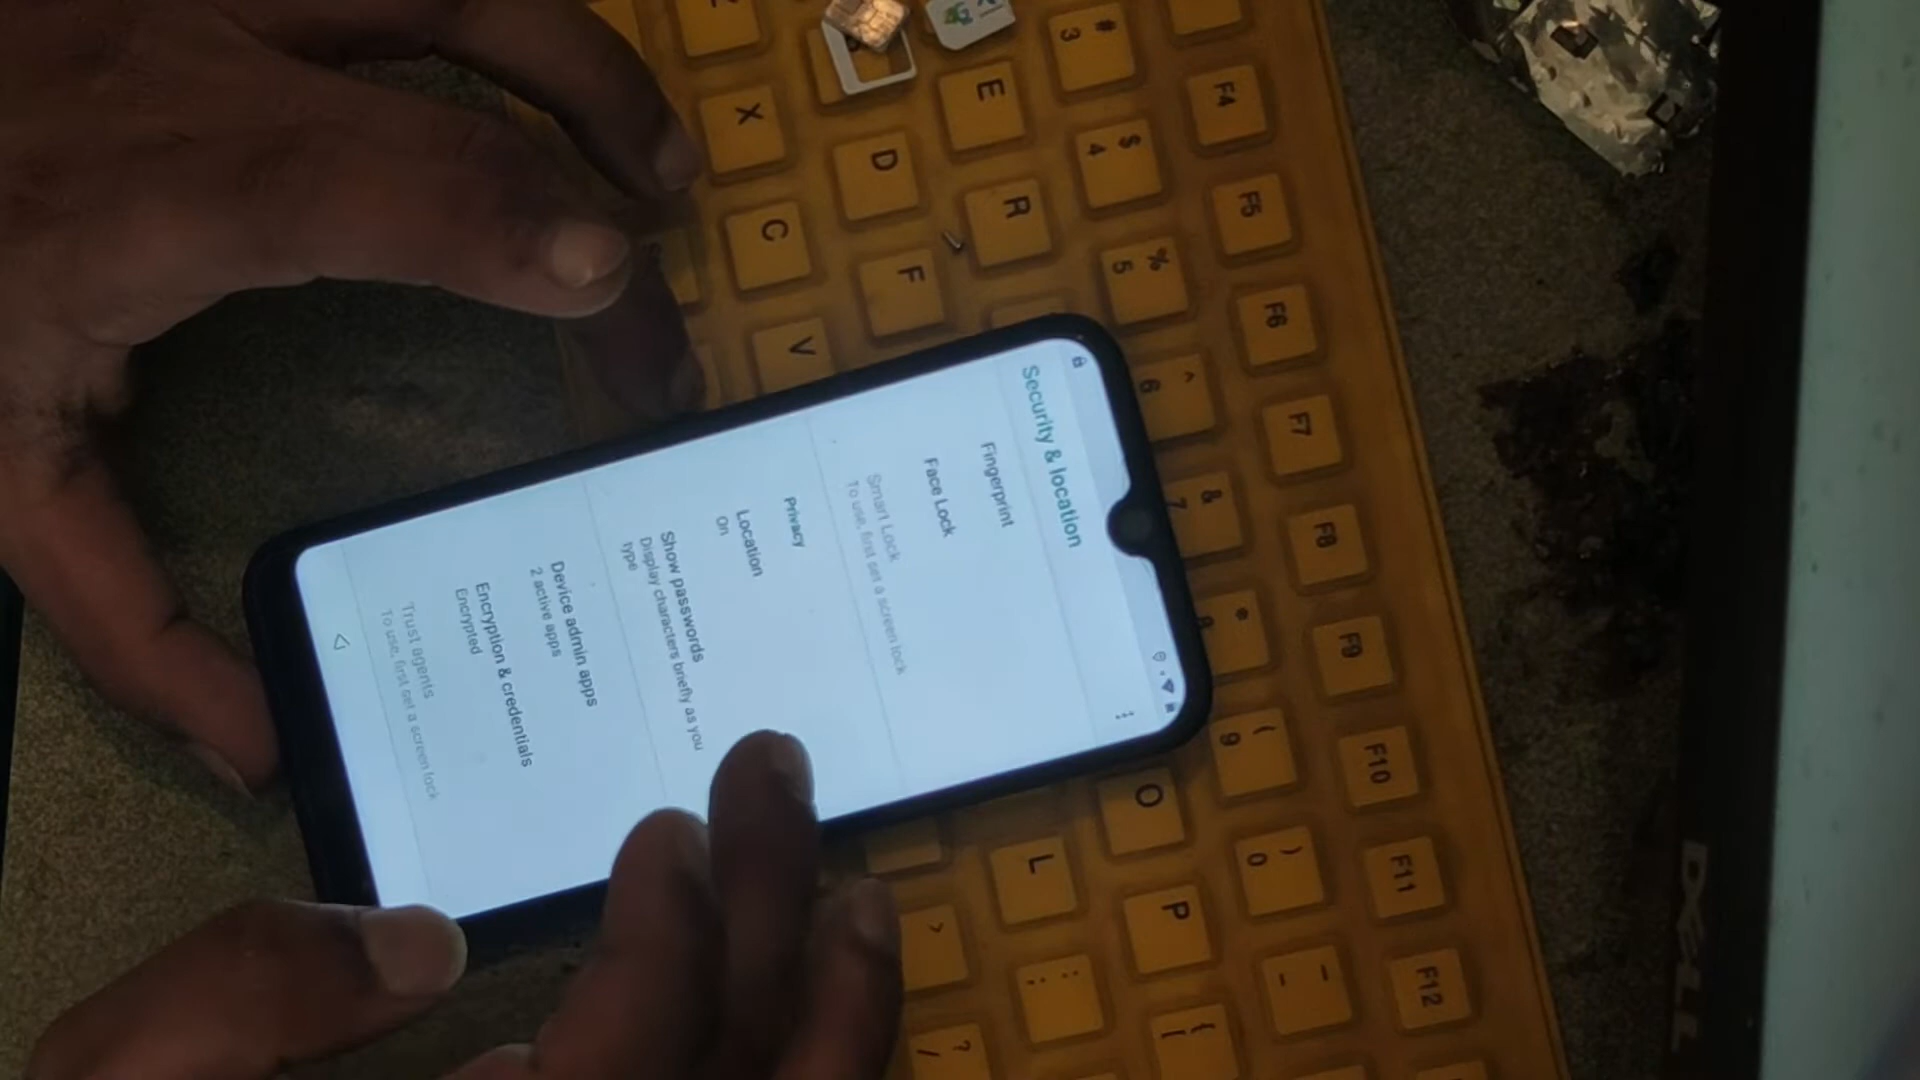 Security & location
Fingerprint
Face Lock
Smart Lock
To use, first set a screen lock
Privacy
Location
On
Show passwords
Display characters briefly as you
type
Device admin apps
2 active apps
Encryption & credentials
Encrypted
Trust agents
To use, first set a screen lock
F4 F5 F6 F7 F8 F9 F10 F11 F12
# 3 $ 4 % 5 ^ 6 & 7 * 8 ( 9 ) 0 _ -
E R O P { [
D F L : ;
Z X C V > ? /
DELL